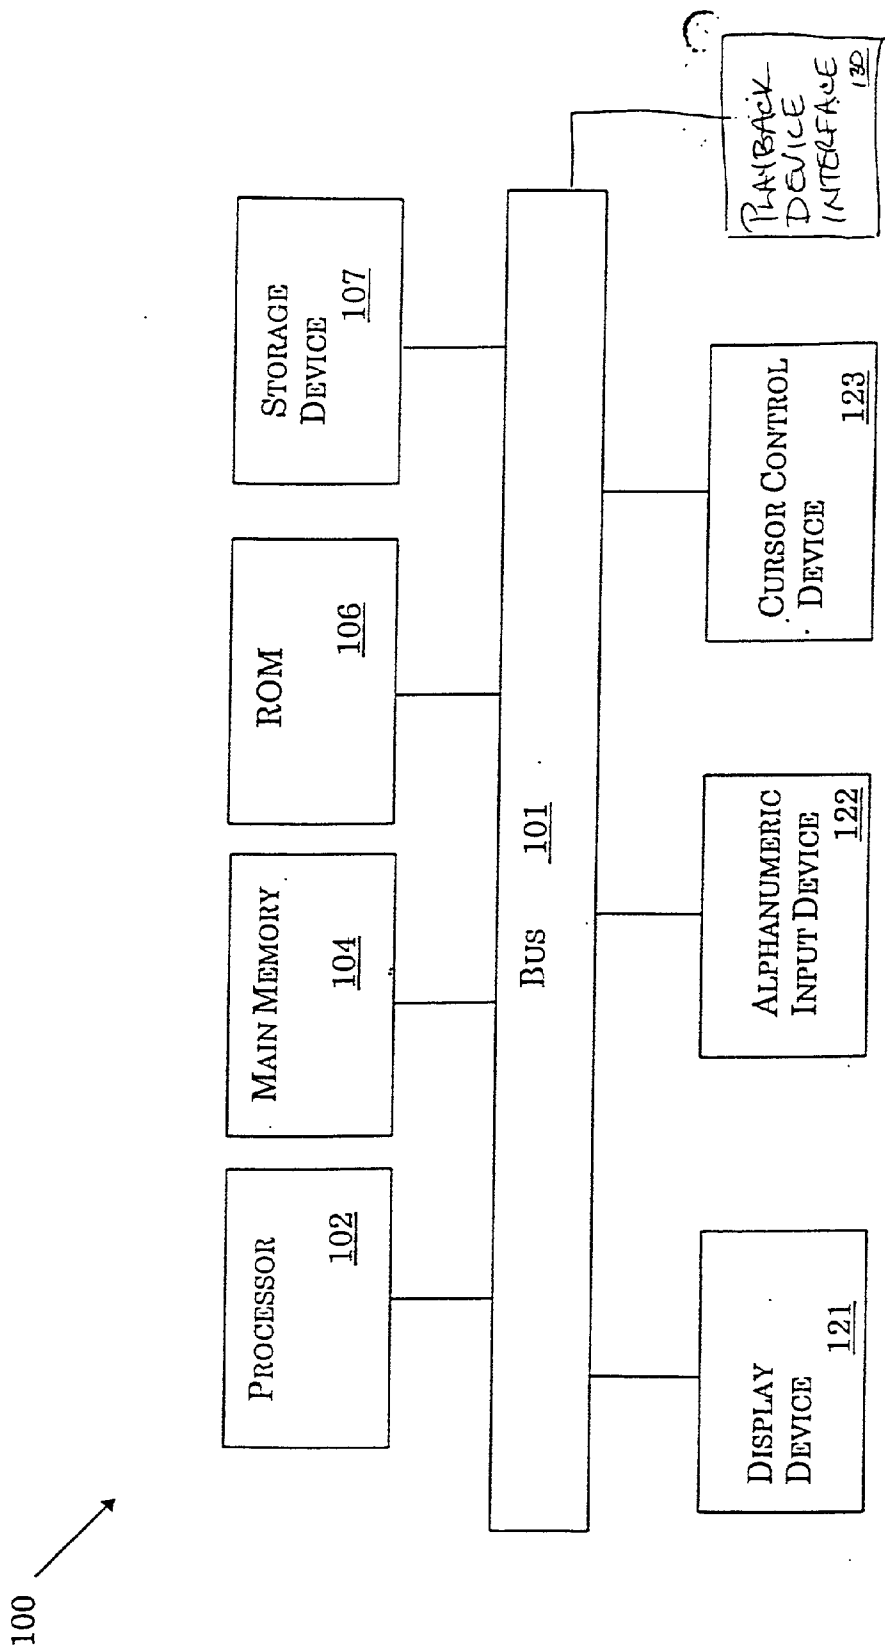 100
PROCESSOR
102
MAIN MEMORY
104
ROM
106
STORAGE
DEVICE
107
BUS
101
DISPLAY
DEVICE
121
ALPHANUMERIC
INPUT DEVICE
122
CURSOR CONTROL
DEVICE
123
PLAYBACK
DEVICE
INTERFACE
130